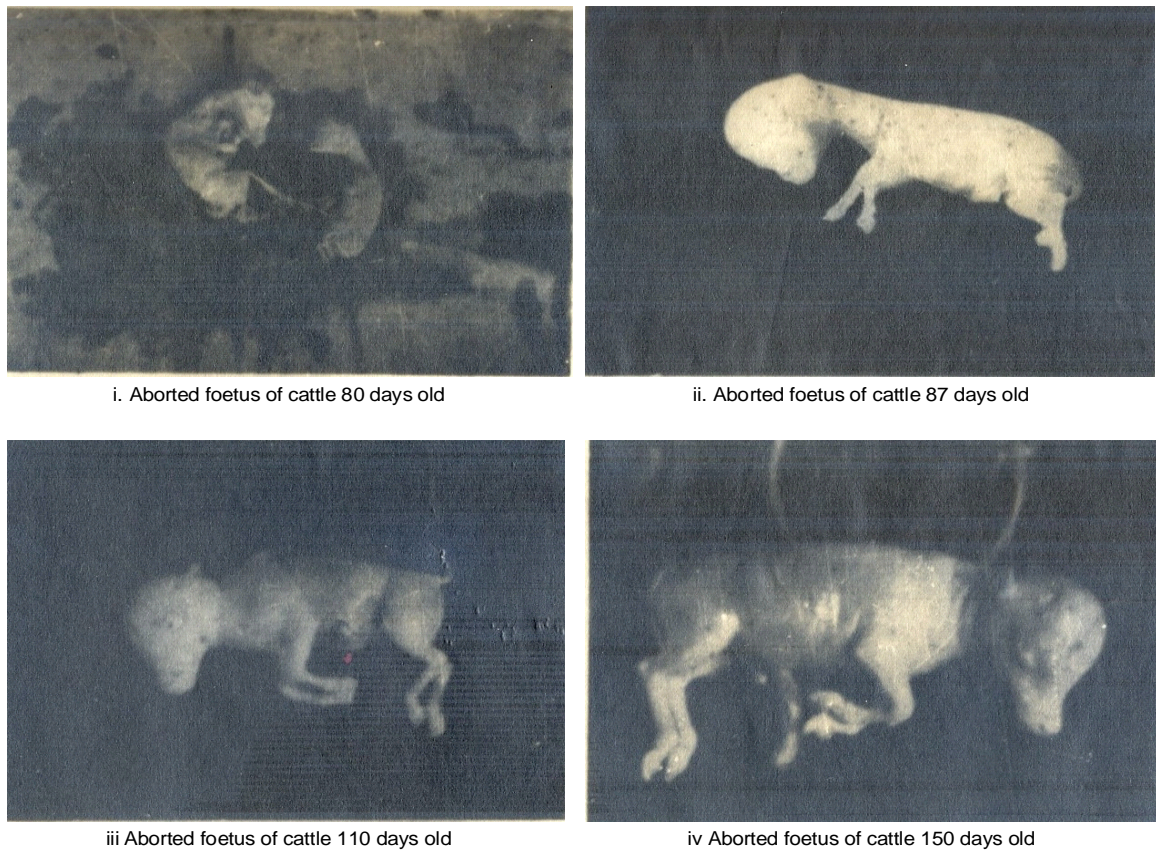 i. Aborted foetus of cattle 80 days old
ii. Aborted foetus of cattle 87 days old
iii Aborted foetus of cattle 110 days old
iv Aborted foetus of cattle 150 days old